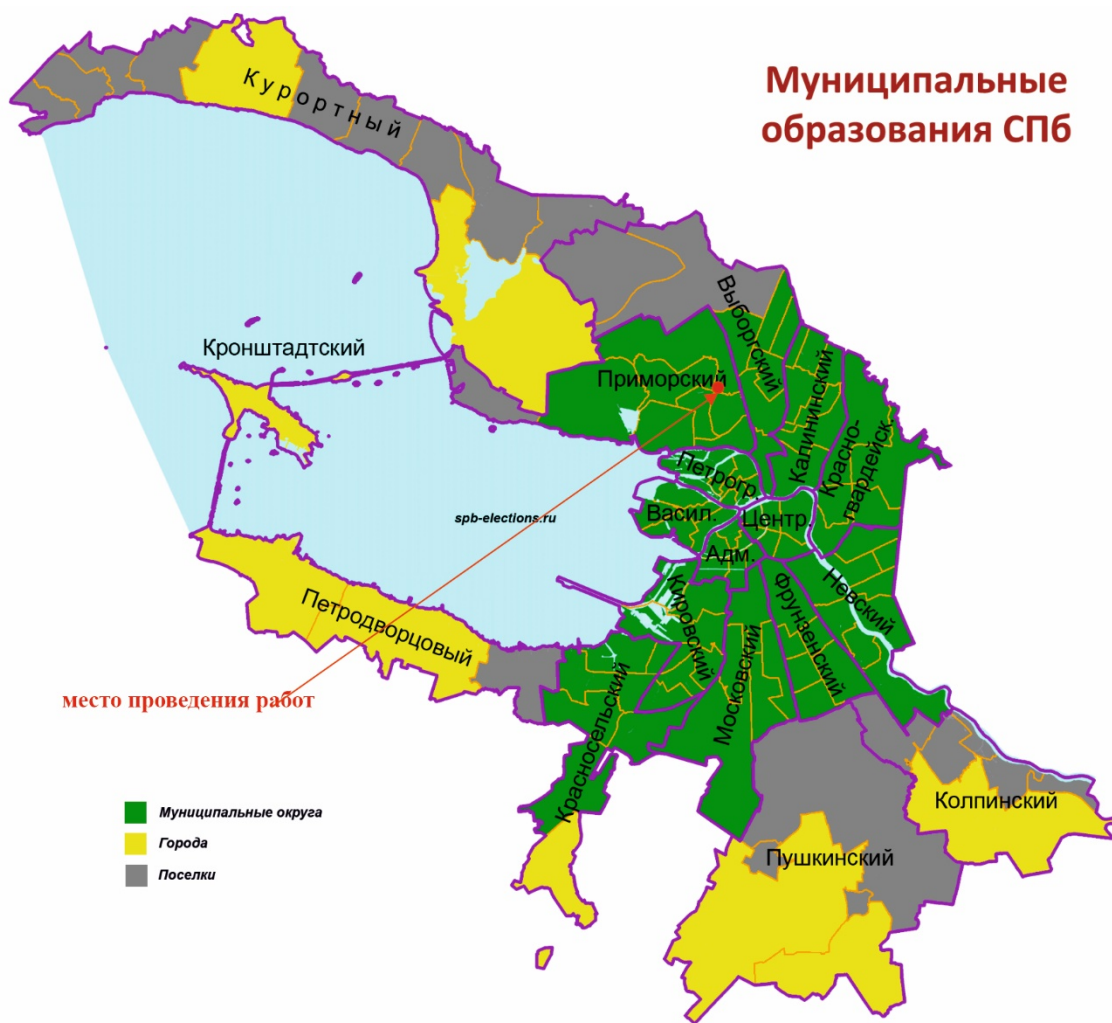 Муниципальные
образования СПб
Курортный
Выборгский
Кронштадтский
Приморский
Калининский
Красно-
гвардейск.
Петрогр.
Васил.
Центр.
spb-elections.ru
Адм.
Невский
Кировский
Фрунзенский
Петродворцовый
Московский
место проведения работ
Красносельский
Муниципальные округа
Города
Поселки
Колпинский
Пушкинский